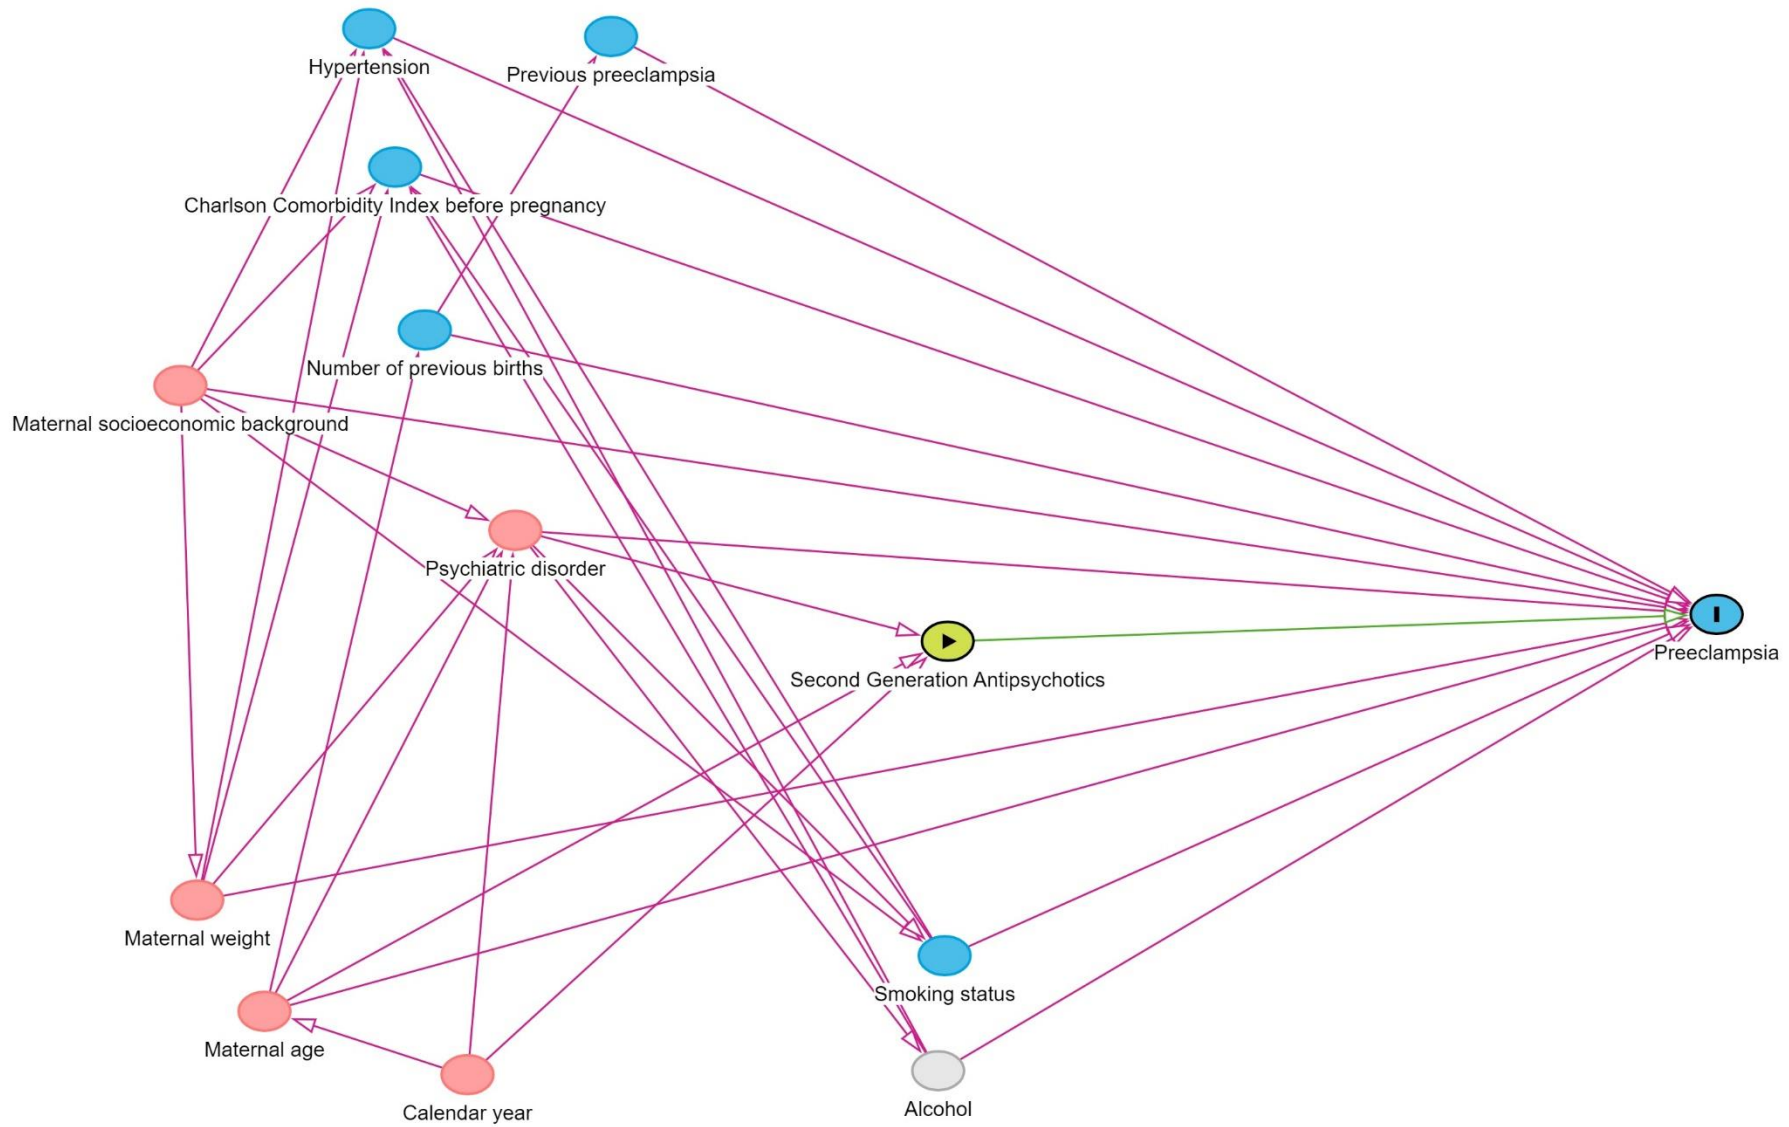 Hypertension
Previous preeclampsia
Charlson Comorbidity Index before pregnancy
Number of previous births
Maternal socioeconomic background
Psychiatric disorder
Second Generation Antipsychotics
Preeclampsia
Maternal weight
Smoking status
Maternal age
Calendar year
Alcohol